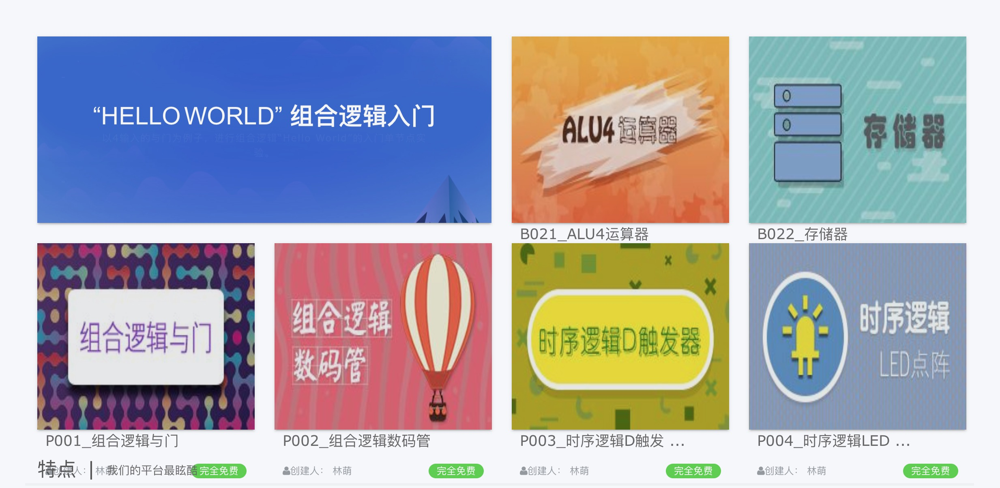 “HELLO WORLD” 组合逻辑入门
以4输入的与门为例子，进行组合逻辑“Hello World”的入门单节点实
验。
ALU4运算器
存储器
B021_ALU4运算器
B022_存储器
组合逻辑与门
组合逻辑
数码管
时序逻辑D触发器
时序逻辑
LED点阵
P001_组合逻辑与门
P002_组合逻辑数码管
P003_时序逻辑D触发 ...
P004_时序逻辑LED ...
特点 | 我们的平台最眩酷
创建人： 林萌 完全免费
创建人： 林萌 完全免费
创建人： 林萌 完全免费
创建人： 林萌 完全免费